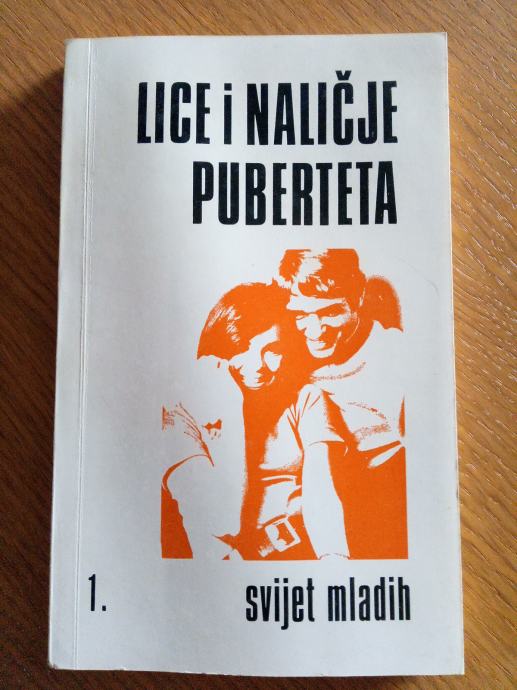 LICE i NALIČJE
PUBERTETA
1. svijet mladih